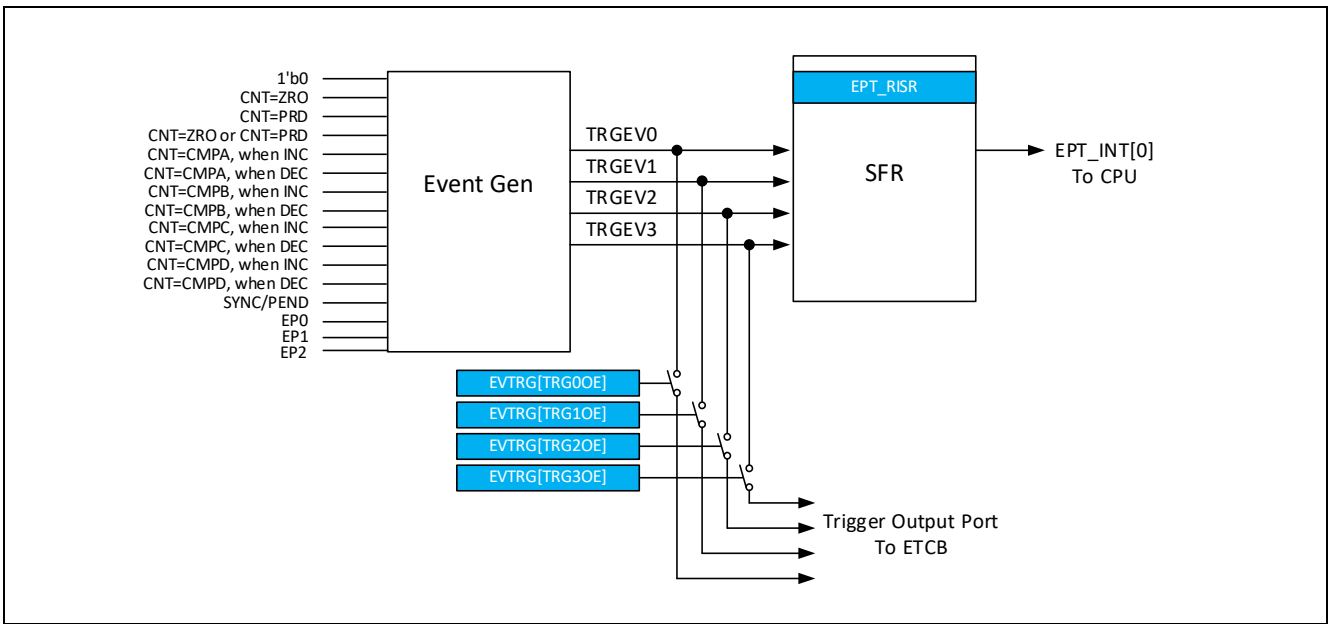 1'b0
CNT=ZRO
CNT=PRD
CNT=ZRO or CNT=PRD
CNT=CMPA, when INC
CNT=CMPA, when DEC
CNT=CMPB, when INC
CNT=CMPB, when DEC
CNT=CMPC, when INC
CNT=CMPC, when DEC
CNT=CMPD, when INC
CNT=CMPD, when DEC
SYNC/PEND
EP0
EP1
EP2
Event Gen
TRGEV0
TRGEV1
TRGEV2
TRGEV3
EPT_RISR
SFR
EPT_INT[0]
To CPU
EVTRG[TRG0OE]
EVTRG[TRG1OE]
EVTRG[TRG2OE]
EVTRG[TRG3OE]
Trigger Output Port
To ETCB